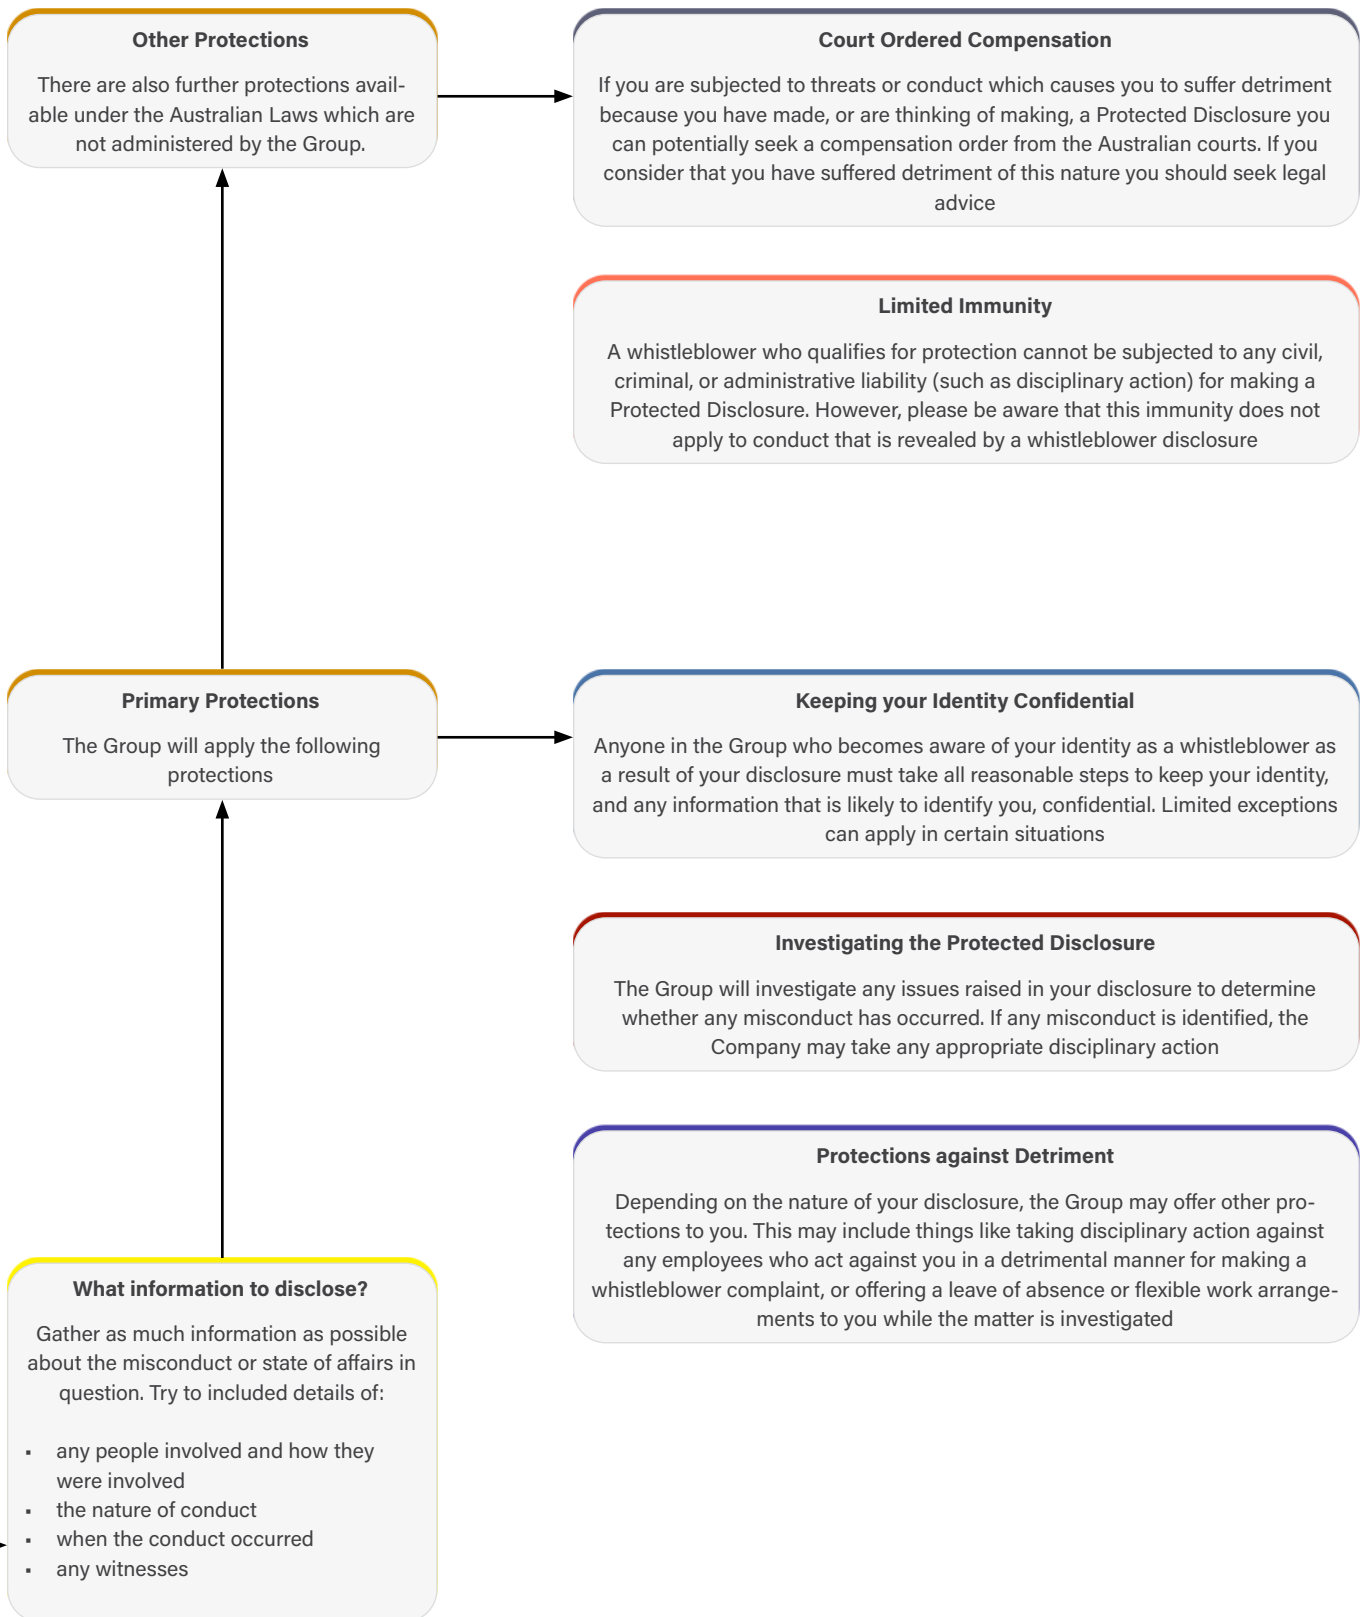 Other Protections
There are also further protections avail-
able under the Australian Laws which are
not administered by the Group.
Court Ordered Compensation
If you are subjected to threats or conduct which causes you to suffer detriment
because you have made, or are thinking of making, a Protected Disclosure you
can potentially seek a compensation order from the Australian courts. If you
consider that you have suffered detriment of this nature you should seek legal
advice
Limited Immunity
A whistleblower who qualifies for protection cannot be subjected to any civil,
criminal, or administrative liability (such as disciplinary action) for making a
Protected Disclosure. However, please be aware that this immunity does not
apply to conduct that is revealed by a whistleblower disclosure
Primary Protections
The Group will apply the following
protections
Keeping your Identity Confidential
Anyone in the Group who becomes aware of your identity as a whistleblower as
a result of your disclosure must take all reasonable steps to keep your identity,
and any information that is likely to identify you, confidential. Limited exceptions
can apply in certain situations
Investigating the Protected Disclosure
The Group will investigate any issues raised in your disclosure to determine
whether any misconduct has occurred. If any misconduct is identified, the
Company may take any appropriate disciplinary action
Protections against Detriment
Depending on the nature of your disclosure, the Group may offer other pro-
tections to you. This may include things like taking disciplinary action against
any employees who act against you in a detrimental manner for making a
whistleblower complaint, or offering a leave of absence or flexible work arrange-
ments to you while the matter is investigated
What information to disclose?
Gather as much information as possible
about the misconduct or state of affairs in
question. Try to included details of:
▪ any people involved and how they
were involved
▪ the nature of conduct
▪ when the conduct occurred
▪ any witnesses